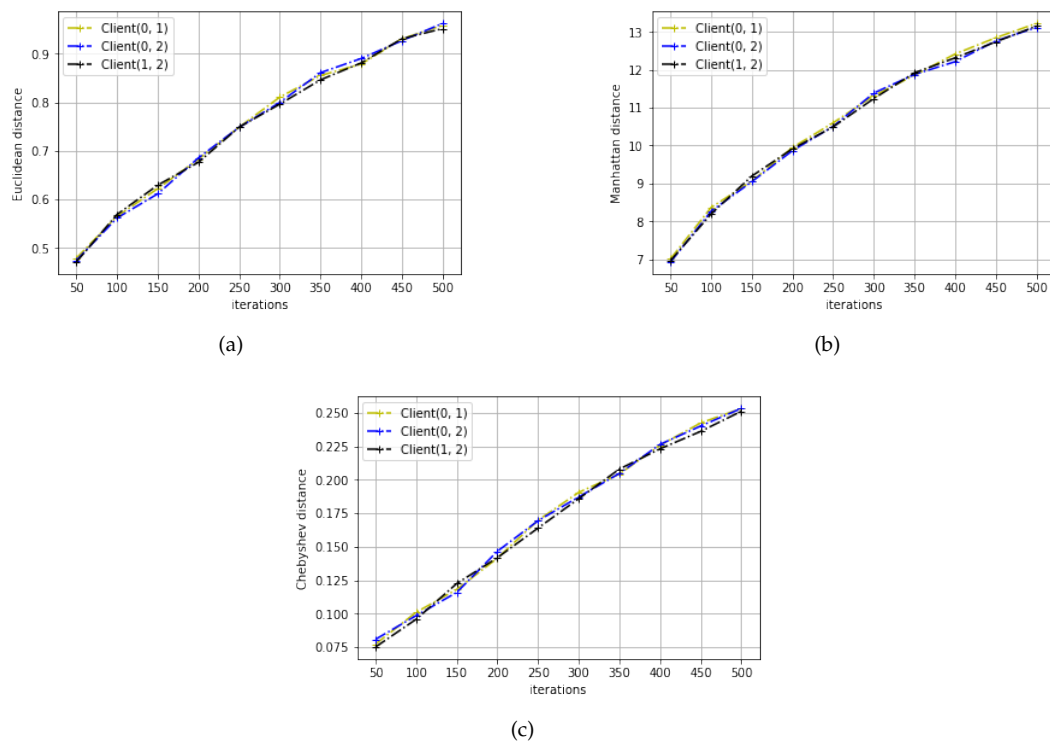 Client(0, 1)
Client(0, 2)
Client(1, 2)
0.9
0.8
0.7
0.6
0.5
Euclidean distance
50 100 150 200 250 300 350 400 450 500
iterations
(a)
Client(0, 1)
Client(0, 2)
Client(1, 2)
13
12
11
10
9
8
7
Manhattan distance
50 100 150 200 250 300 350 400 450 500
iterations
(b)
Client(0, 1)
Client(0, 2)
Client(1, 2)
0.250
0.225
0.200
0.175
0.150
0.125
0.100
0.075
Chebyshev distance
50 100 150 200 250 300 350 400 450 500
iterations
(c)